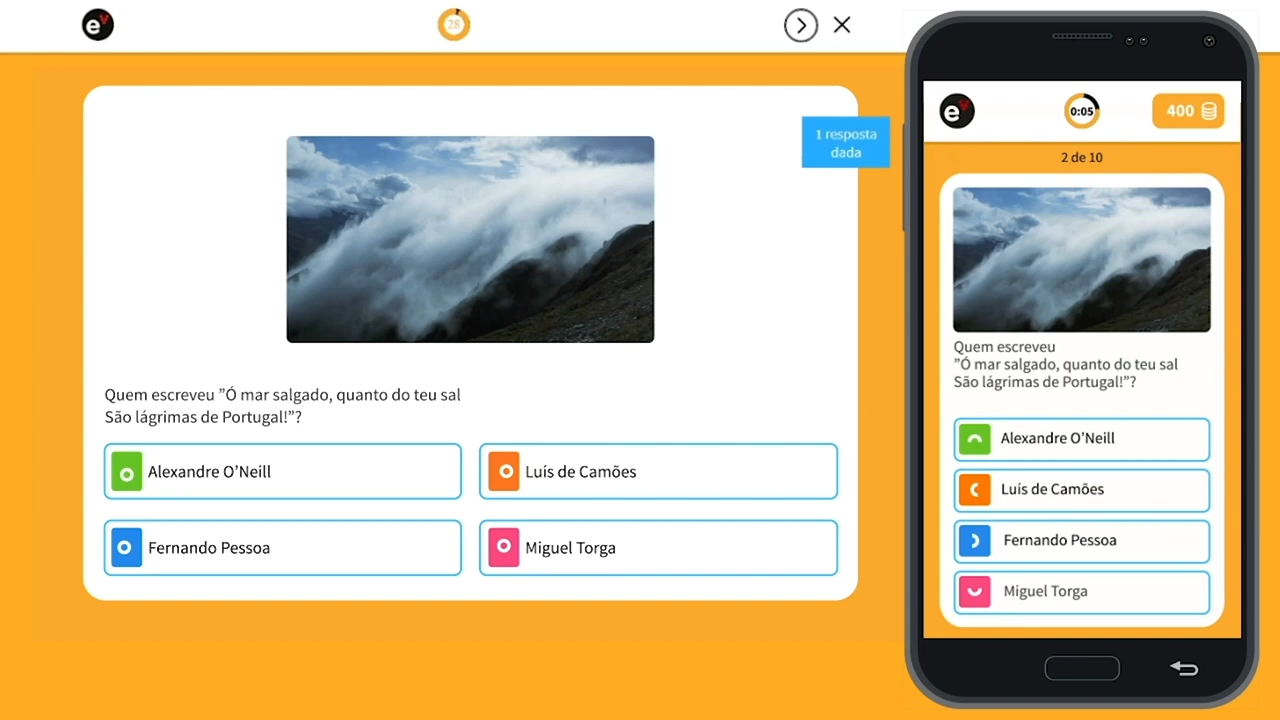 e
28
1 resposta
dada
Quem escreveu ”Ó mar salgado, quanto do teu sal
São lágrimas de Portugal!”?
Alexandre O’Neill
Luís de Camões
Fernando Pessoa
Miguel Torga
e
0:05
400
2 de 10
Quem escreveu
”Ó mar salgado, quanto do teu sal
São lágrimas de Portugal!”?
Alexandre O’Neill
Luís de Camões
Fernando Pessoa
Miguel Torga